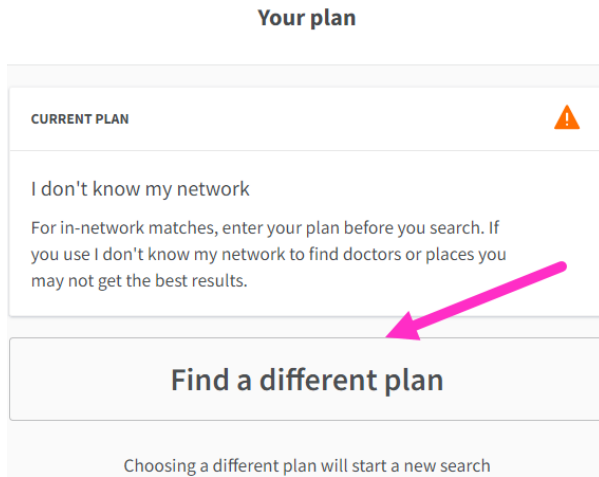 Your plan
CURRENT PLAN
I don't know my network
For in-network matches, enter your plan before you search. If
you use I don't know my network to find doctors or places you
may not get the best results.
Find a different plan
Choosing a different plan will start a new search